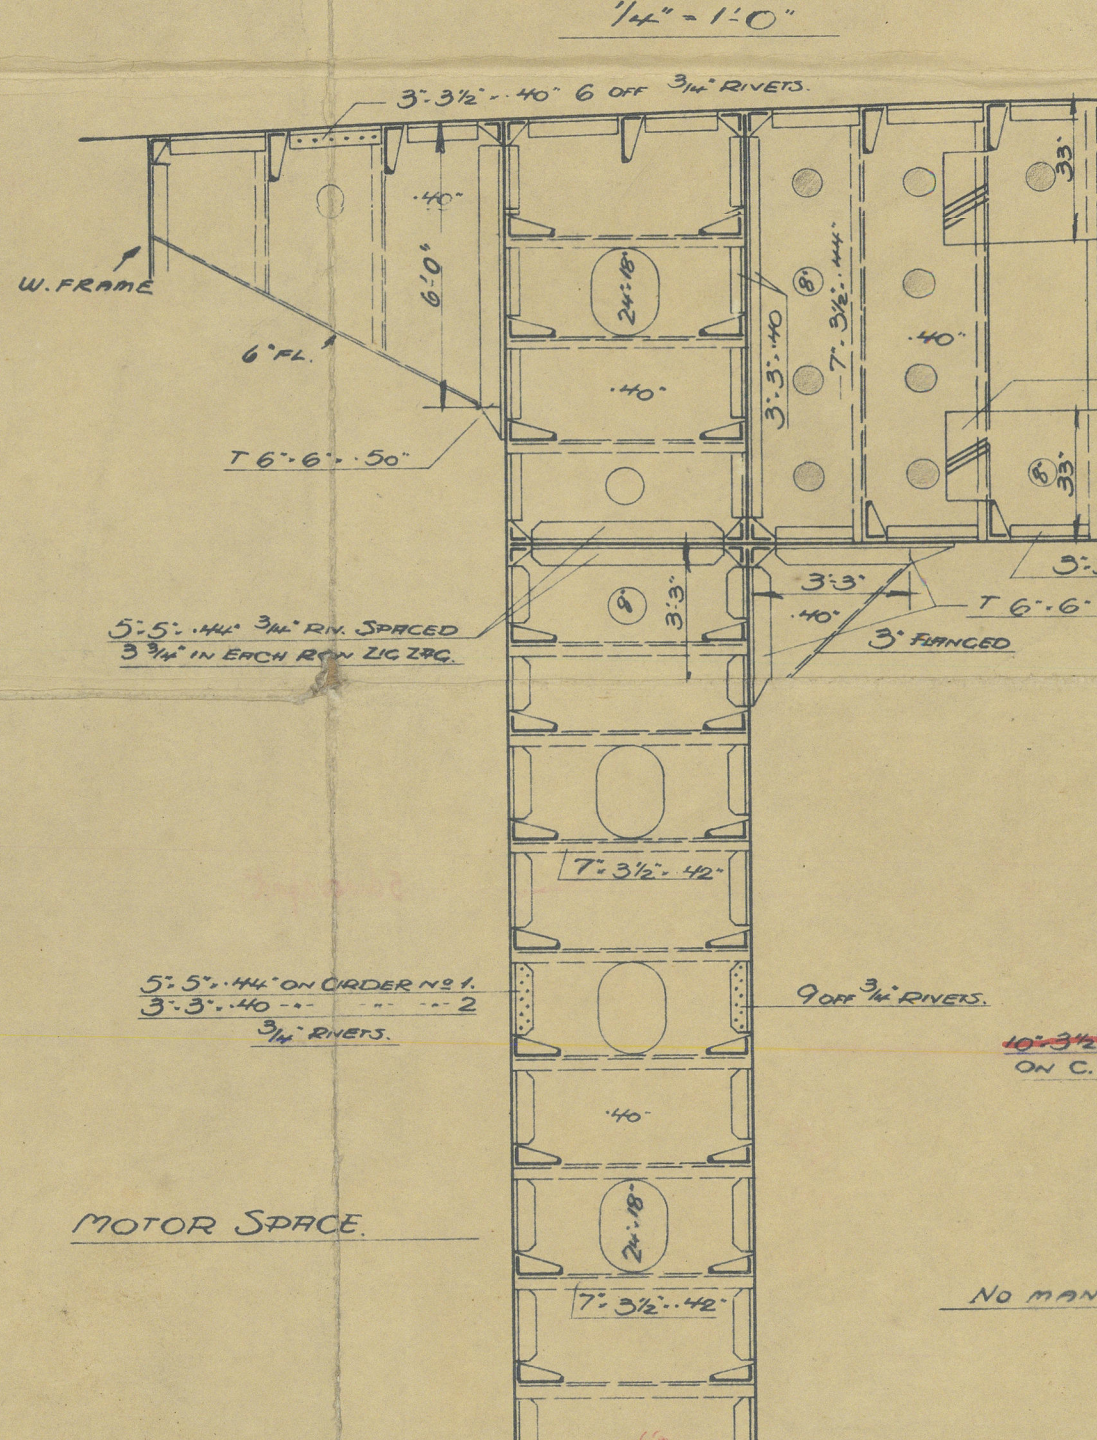 1/4" = 1'-0"
3"·3½"··40" 6 OFF 3/4" RIVETS.
·40"
33"
6'-0"
W. FRAME
24"·18"
8"
7"·3½"··44"
3"·3"··40
6" FL.
·40"
·40"
T 6"·6"··50"
8"
33"
3'-3"
8"
3'-3"
·40"
T 6"·6"
5"·5"··44" 3/4" RIV. SPACED
3 3/4" IN EACH ROW ZIG ZAG.
3" FLANGED
7"·3½"··42"
5"·5"··44" ON GIRDER No 1.
3"·3"··40 -"- -"- -"- 2
3/4" RIVETS.
9 OFF 3/4" RIVETS.
10"·3½
ON C.
·40"
MOTOR SPACE.
24"·18"
7"·3½"··42"
NO MAN